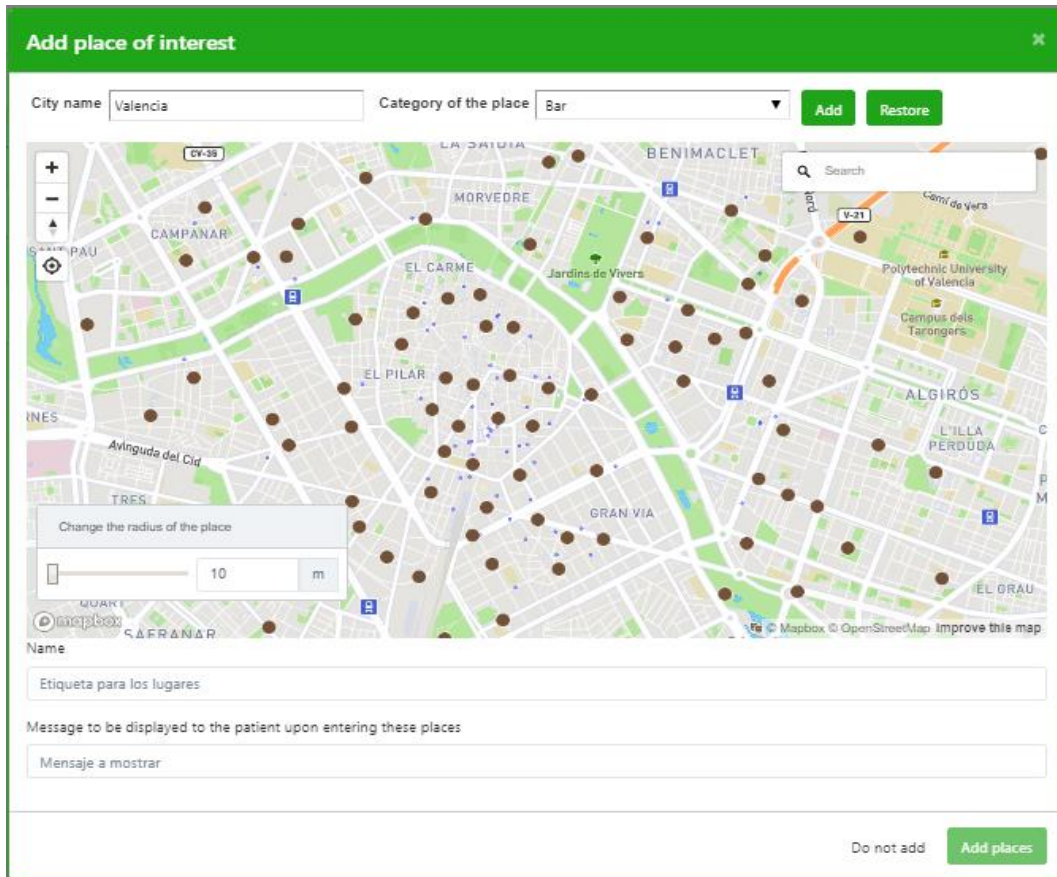 Add place of interest ×
City name Valencia Category of the place Bar Add Restore
LA SAÏDIA
CV-35
BENIMACLET
Search
MORVEDRE
Camí de Vera
V-21
CAMPANAR
PAU
EL CARME
Jardins de Vivers
Polytechnic University
of Valencia
Campus dels
Tarongers
EL PILAR
ALGIRÓS
RNES
L'ILLA
PERDUDA
Avinguda del Cid
TRES
GRAN VIA
Change the radius of the place
10 m
EL GRAU
QUART
mapbox
SAFRANAR
© Mapbox © OpenStreetMap Improve this map
Name
Etiqueta para los lugares
Message to be displayed to the patient upon entering these places
Mensaje a mostrar
Do not add Add places